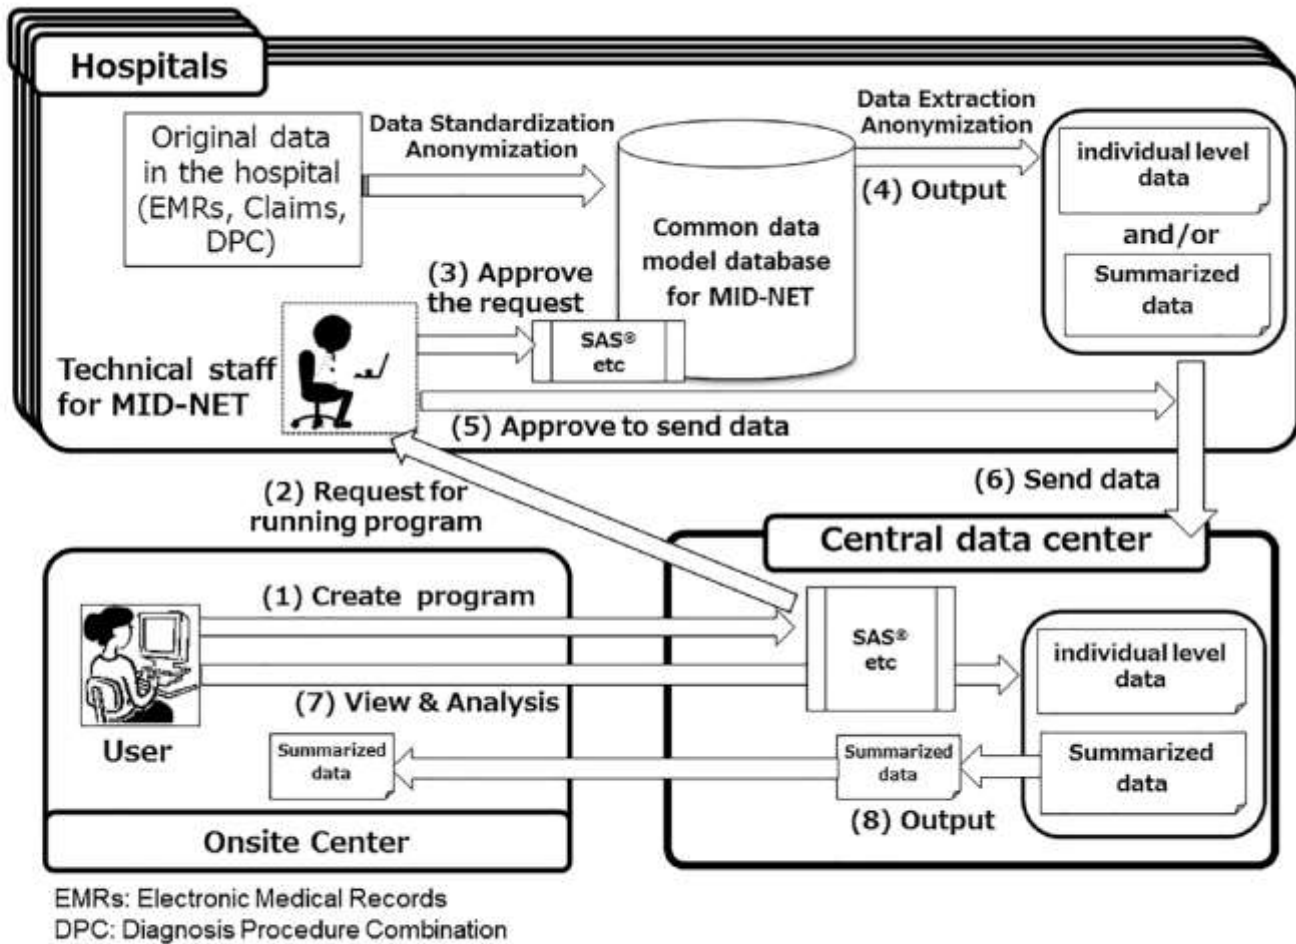 Hospitals
Original data
in the hospital
(EMRs, Claims,
DPC)
Data Standardization
Anonymization
Common data
model database
for MID-NET
Data Extraction
Anonymization
(4) Output
individual level
data
and/or
Summarized
data
(3) Approve
the request
SAS®
etc
Technical staff
for MID-NET
(5) Approve to send data
(2) Request for
running program
(6) Send data
Central data center
(1) Create program
SAS®
etc
individual level
data
(7) View & Analysis
User
Summarized
data
Summarized
data
Summarized
data
(8) Output
Onsite Center
EMRs: Electronic Medical Records
DPC: Diagnosis Procedure Combination